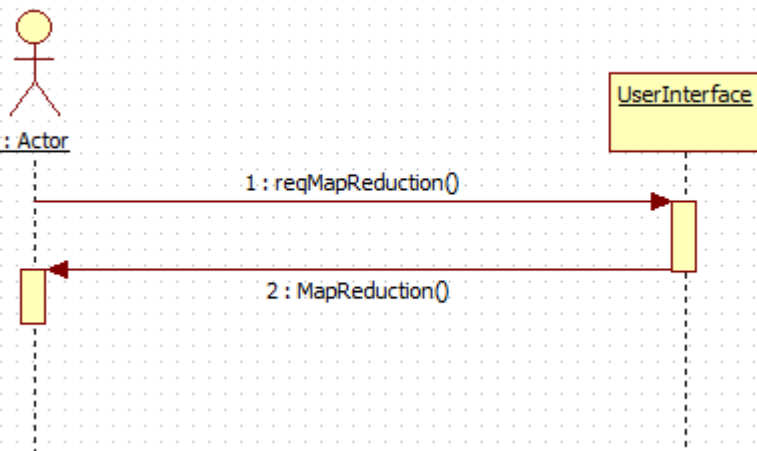 UserInterface
: Actor
1 : reqMapReduction()
2 : MapReduction()